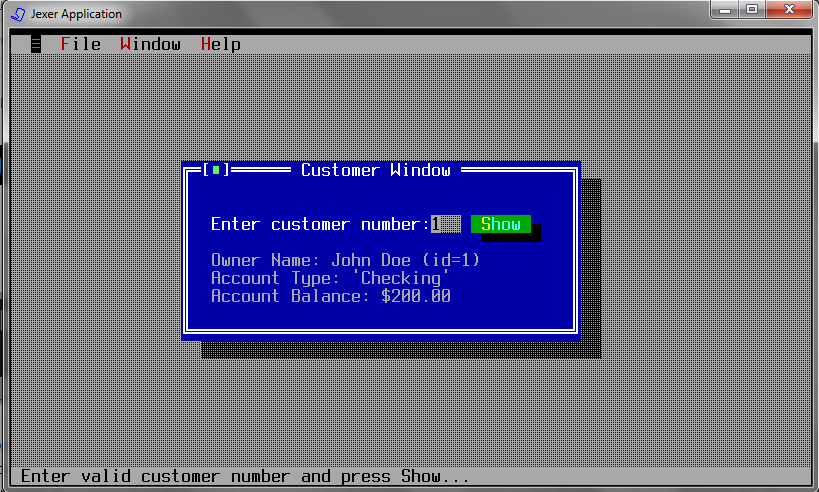 Jexer Application
File Window Help
Customer Window
Enter customer number:1 Show
Owner Name: John Doe (id=1)
Account Type: 'Checking'
Account Balance: $200.00
Enter valid customer number and press Show...